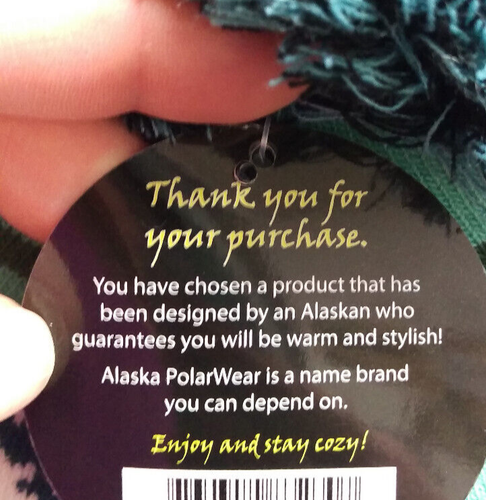 Thank you for
your purchase.
You have chosen a product that has
been designed by an Alaskan who
guarantees you will be warm and stylish!
Alaska PolarWear is a name brand
you can depend on.
Enjoy and stay cozy!